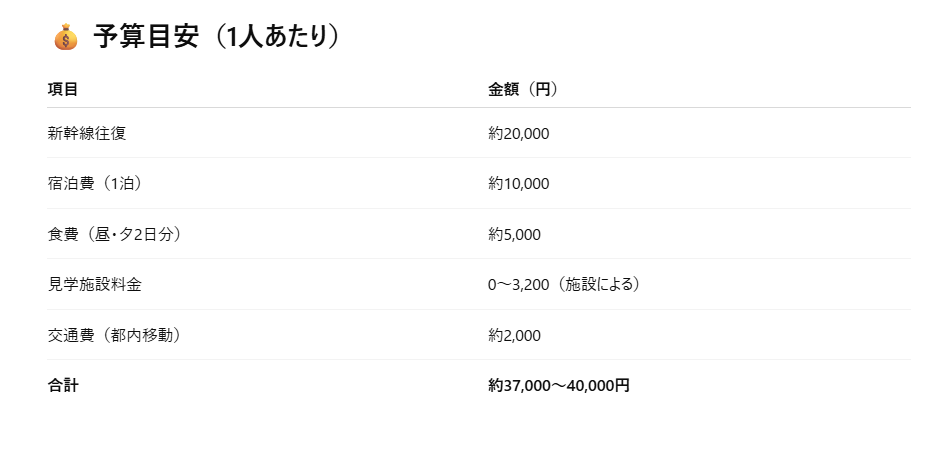 💰 予算目安（1人あたり）
項目 金額（円）
新幹線往復 約20,000
宿泊費（1泊） 約10,000
食費（昼・夕2日分） 約5,000
見学施設料金 0～3,200（施設による）
交通費（都内移動） 約2,000
合計 約37,000～40,000円